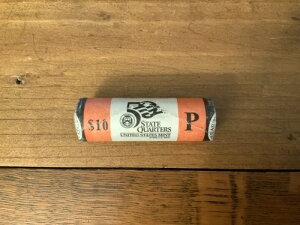 $10
50
STATE
QUARTERS
UNITED STATES MINT
P